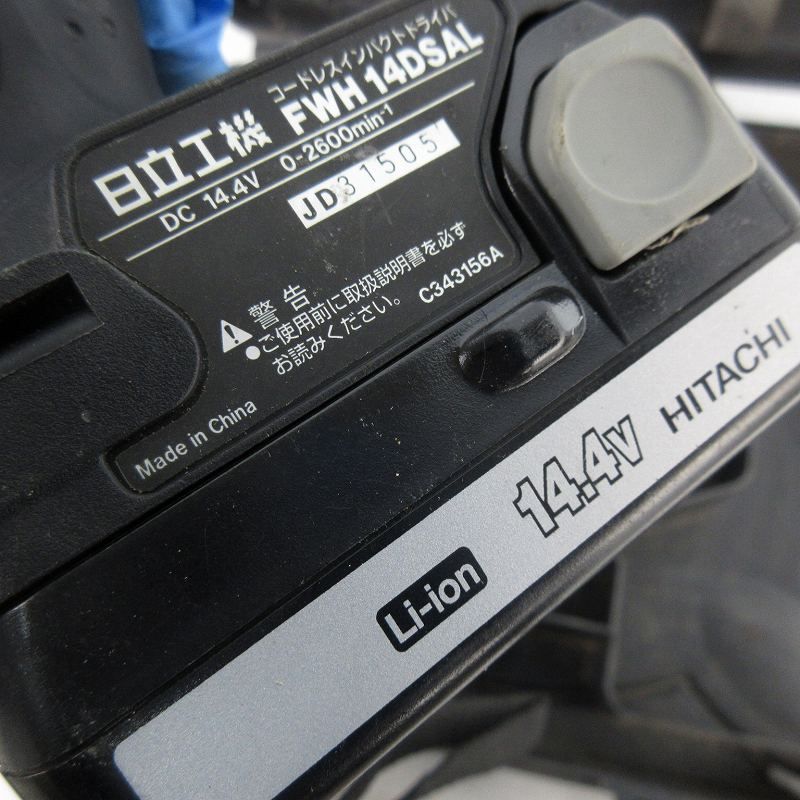 コードレスインパクトドライバ
日立工機 FWH 14DSAL
DC 14.4V 0-2600min-1
JD31505
警告
●ご使用前に取扱説明書を必ず
お読みください。 C343156A
Made in China
Li-ion 14.4V HITACHI